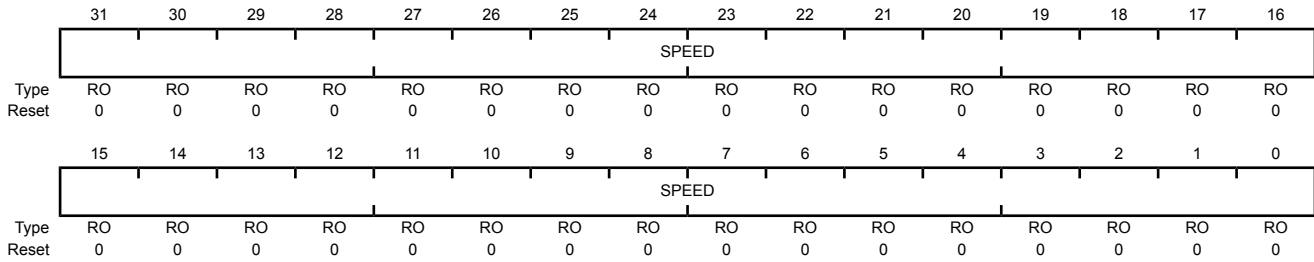 31 30 29 28 27 26 25 24 23 22 21 20 19 18 17 16
SPEED
Type RO RO RO RO RO RO RO RO RO RO RO RO RO RO RO RO
Reset 0 0 0 0 0 0 0 0 0 0 0 0 0 0 0 0
15 14 13 12 11 10 9 8 7 6 5 4 3 2 1 0
SPEED
Type RO RO RO RO RO RO RO RO RO RO RO RO RO RO RO RO
Reset 0 0 0 0 0 0 0 0 0 0 0 0 0 0 0 0